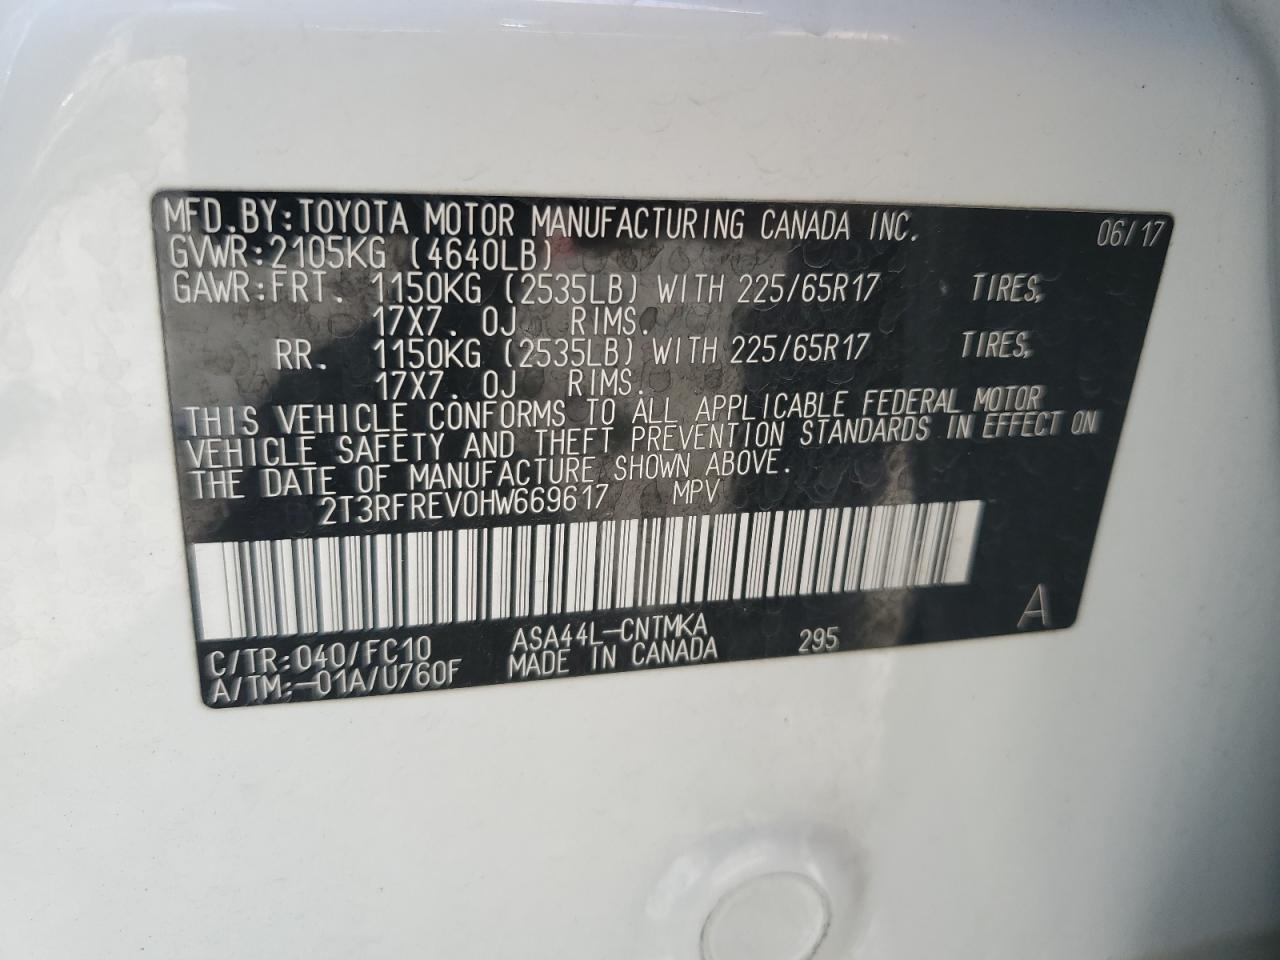 MFD.BY:TOYOTA MOTOR MANUFACTURING CANADA INC. 06/17
GVWR:2105KG (4640LB)
GAWR:FRT. 1150KG (2535LB) WITH 225/65R17 TIRES,
17X7. 0J RIMS.
RR. 1150KG (2535LB) WITH 225/65R17 TIRES,
17X7. 0J RIMS.
THIS VEHICLE CONFORMS TO ALL APPLICABLE FEDERAL MOTOR
VEHICLE SAFETY AND THEFT PREVENTION STANDARDS IN EFFECT ON
THE DATE OF MANUFACTURE SHOWN ABOVE.
2T3RFREV0HW669617 MPV
C/TR:040/FC10 ASA44L-CNTMKA 295 A
A/TM:-01A/U760F MADE IN CANADA